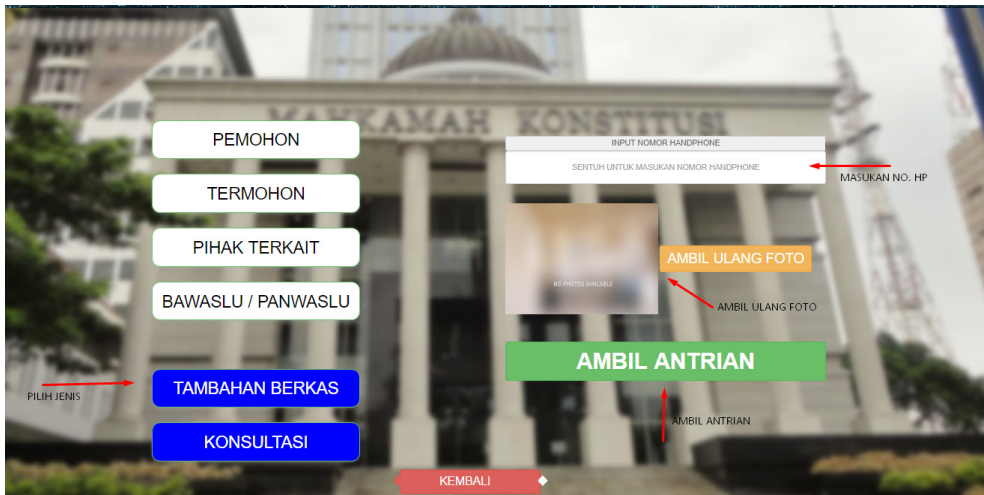 MAHKAMAH KONSTITUSI
PEMOHON
TERMOHON
PIHAK TERKAIT
BAWASLU / PANWASLU
TAMBAHAN BERKAS
KONSULTASI
PILIH JENIS
INPUT NOMOR HANDPHONE
SENTUH UNTUK MASUKAN NOMOR HANDPHONE
MASUKAN NO. HP
NO PHOTOS AVAILABLE
AMBIL ULANG FOTO
AMBIL ULANG FOTO
AMBIL ANTRIAN
AMBIL ANTRIAN
KEMBALI